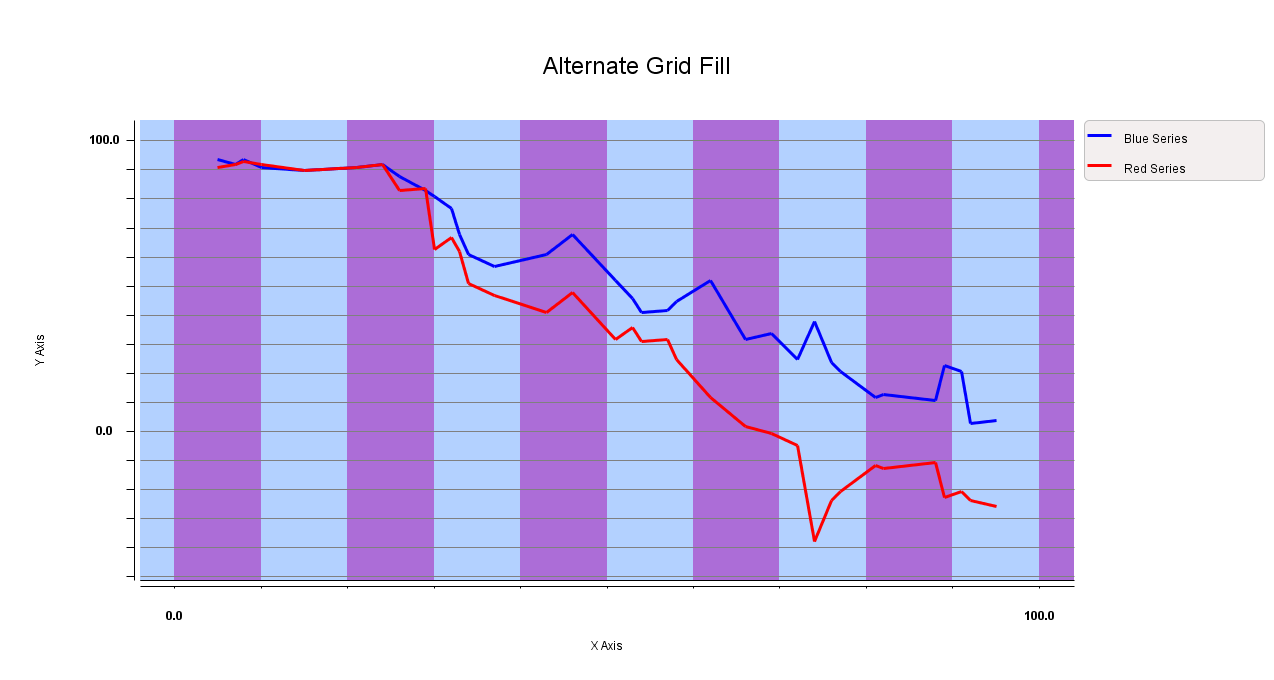 Alternate Grid Fill
100.0
0.0
Y Axis
0.0
100.0
X Axis
Blue Series
Red Series